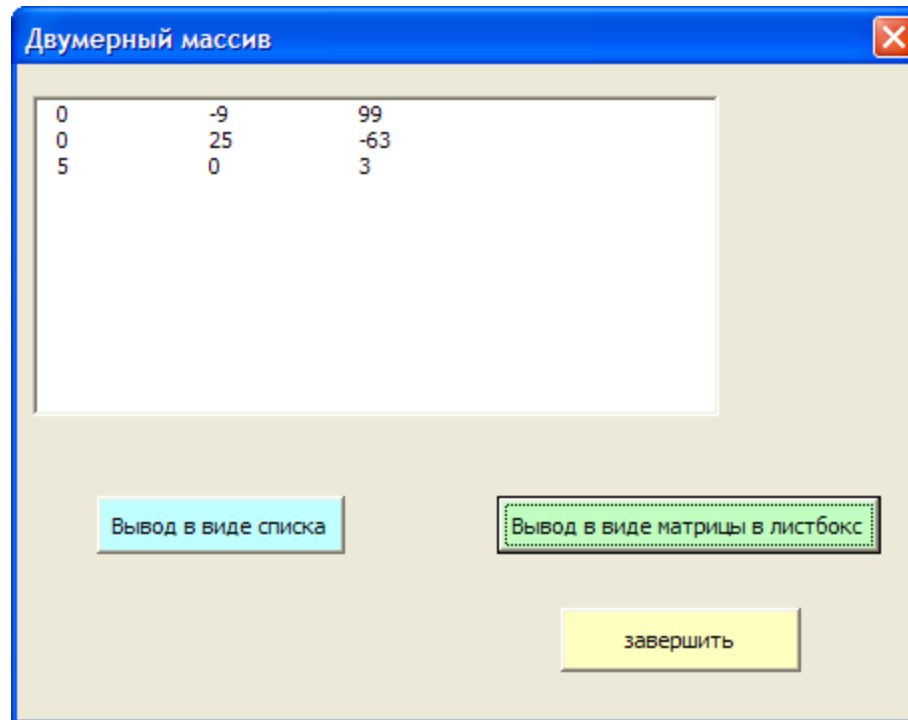 Двумерный массив
0 -9 99
0 25 -63
5 0 3
Вывод в виде списка
Вывод в виде матрицы в листбокс
завершить